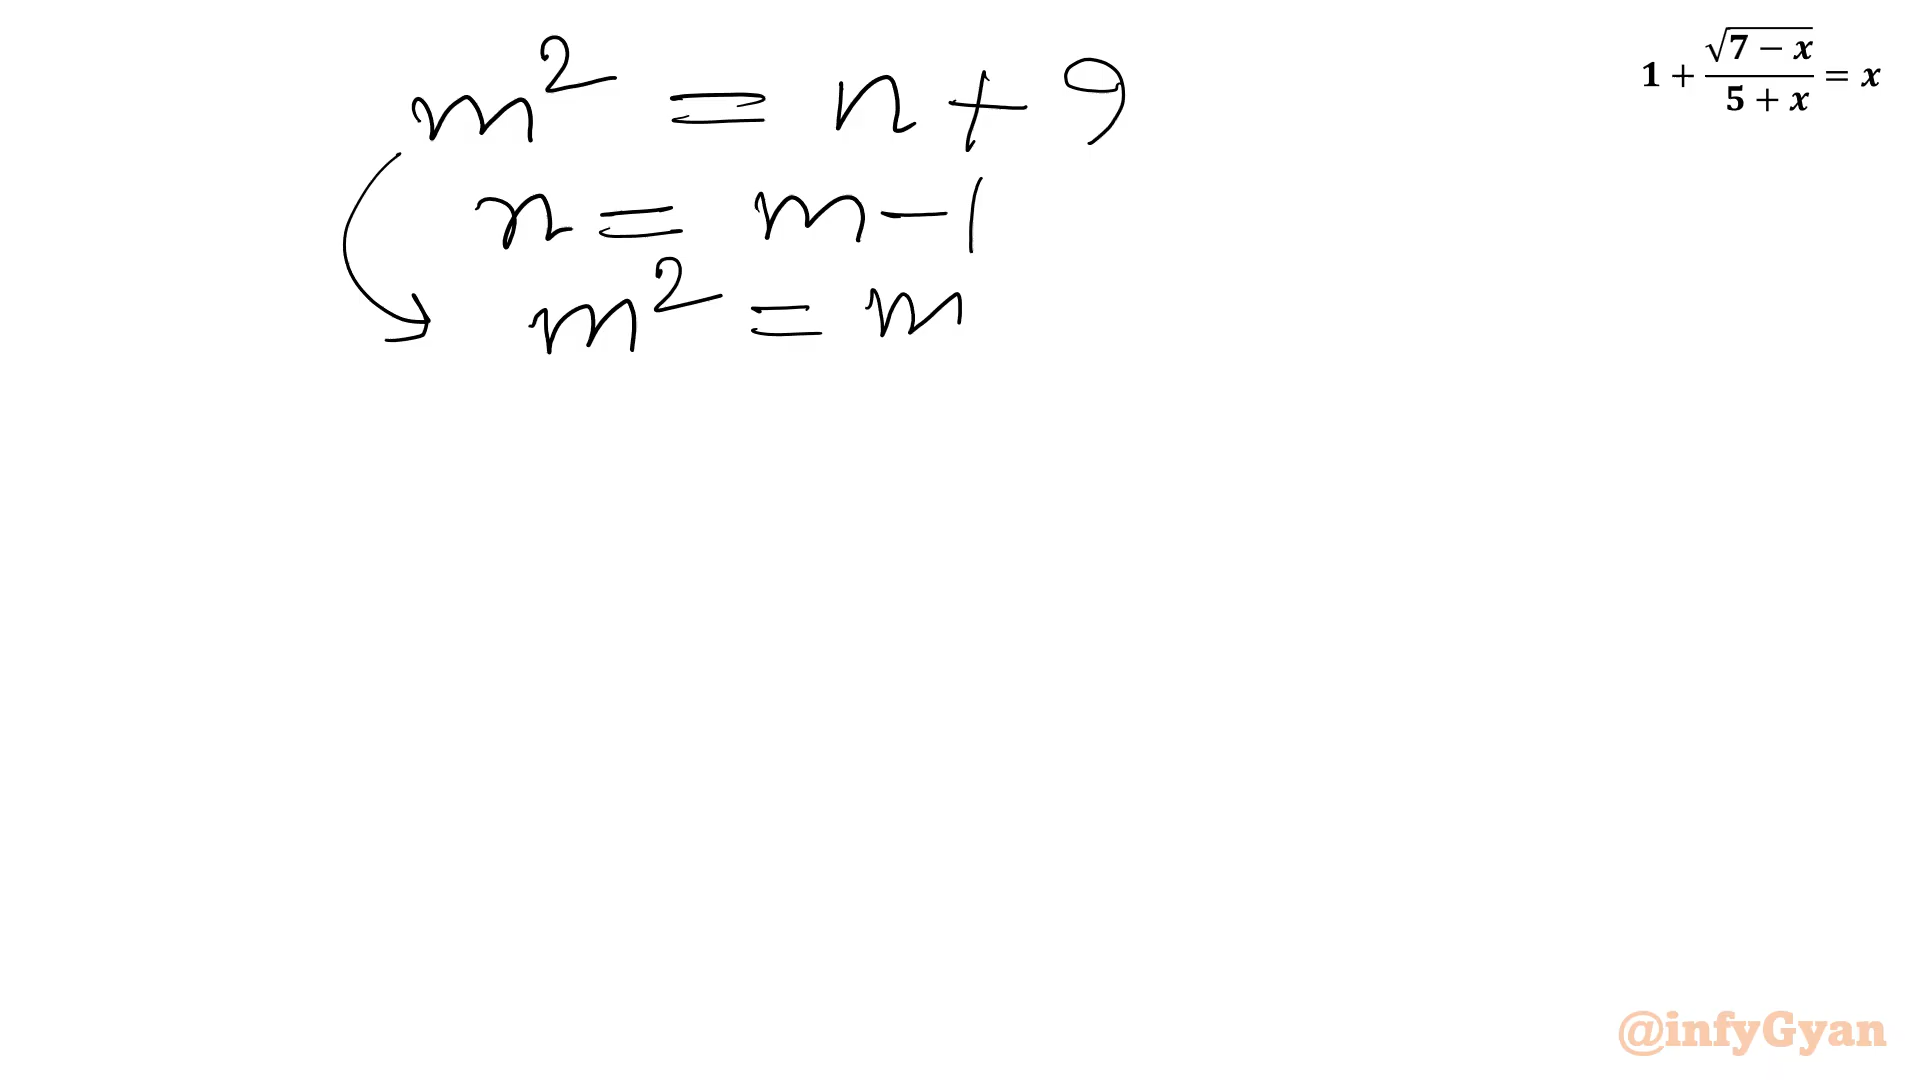 m² = n + 9
1 + √(7 − x) / (5 + x) = x
n = m − 1
m² = m
@infyGyan